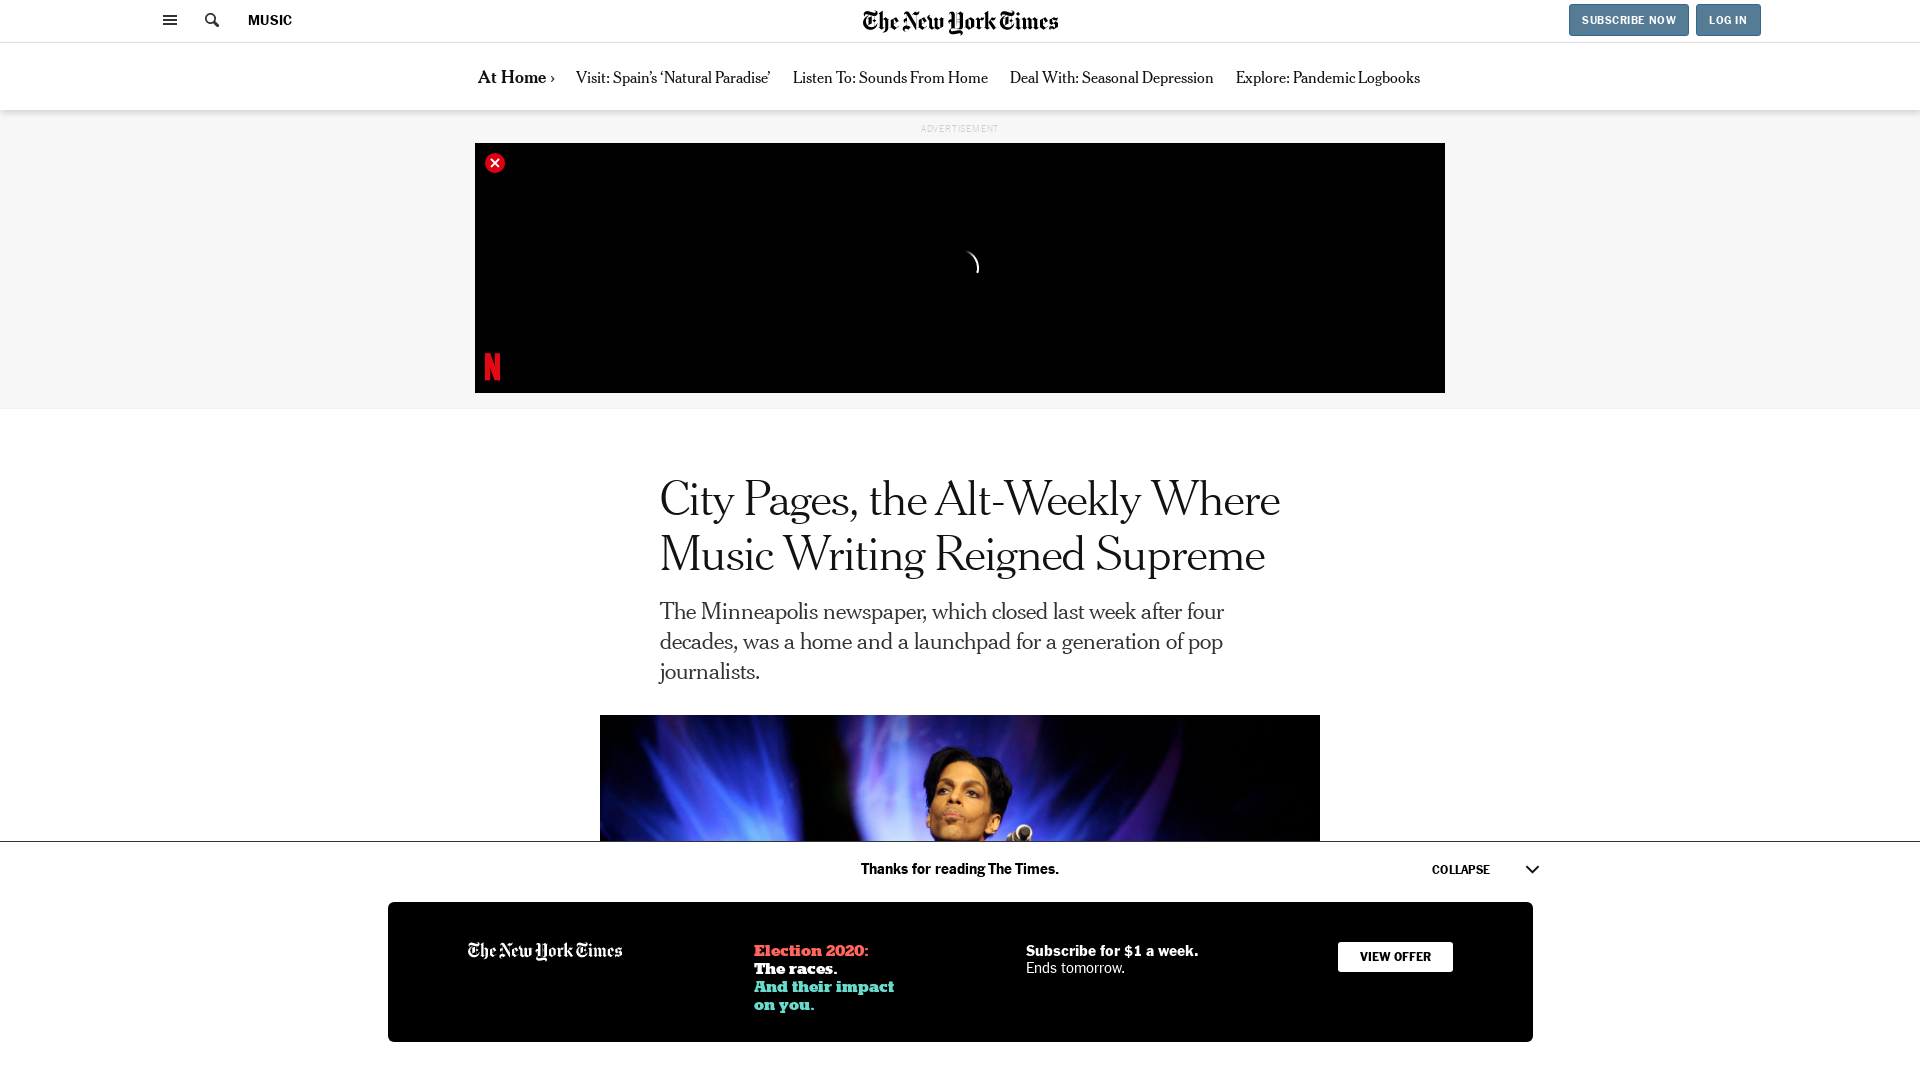 MUSIC
The New York Times
SUBSCRIBE NOW
LOG IN
At Home ›
Visit: Spain’s ‘Natural Paradise’
Listen To: Sounds From Home
Deal With: Seasonal Depression
Explore: Pandemic Logbooks
ADVERTISEMENT
N
City Pages, the Alt-Weekly Where
Music Writing Reigned Supreme
The Minneapolis newspaper, which closed last week after four
decades, was a home and a launchpad for a generation of pop
journalists.
Thanks for reading The Times.
COLLAPSE
The New York Times
Election 2020:
The races.
And their impact
on you.
Subscribe for $1 a week.
Ends tomorrow.
VIEW OFFER